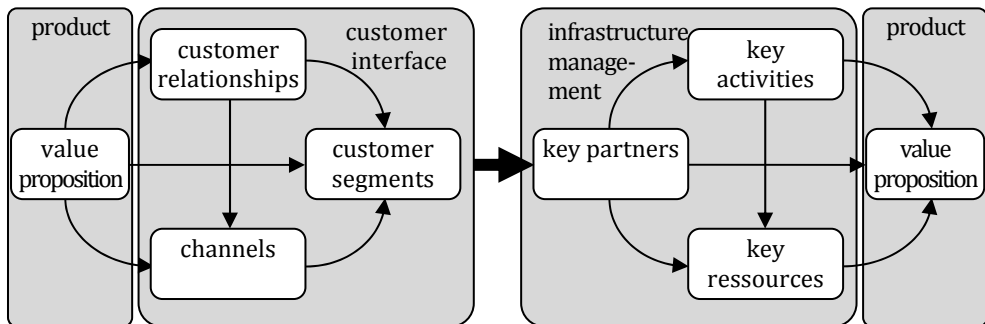 product
customer
relationships
customer
interface
value
proposition
customer
segments
channels
infrastructure
manage-
ment
key
activities
product
key partners
value
proposition
key
ressources